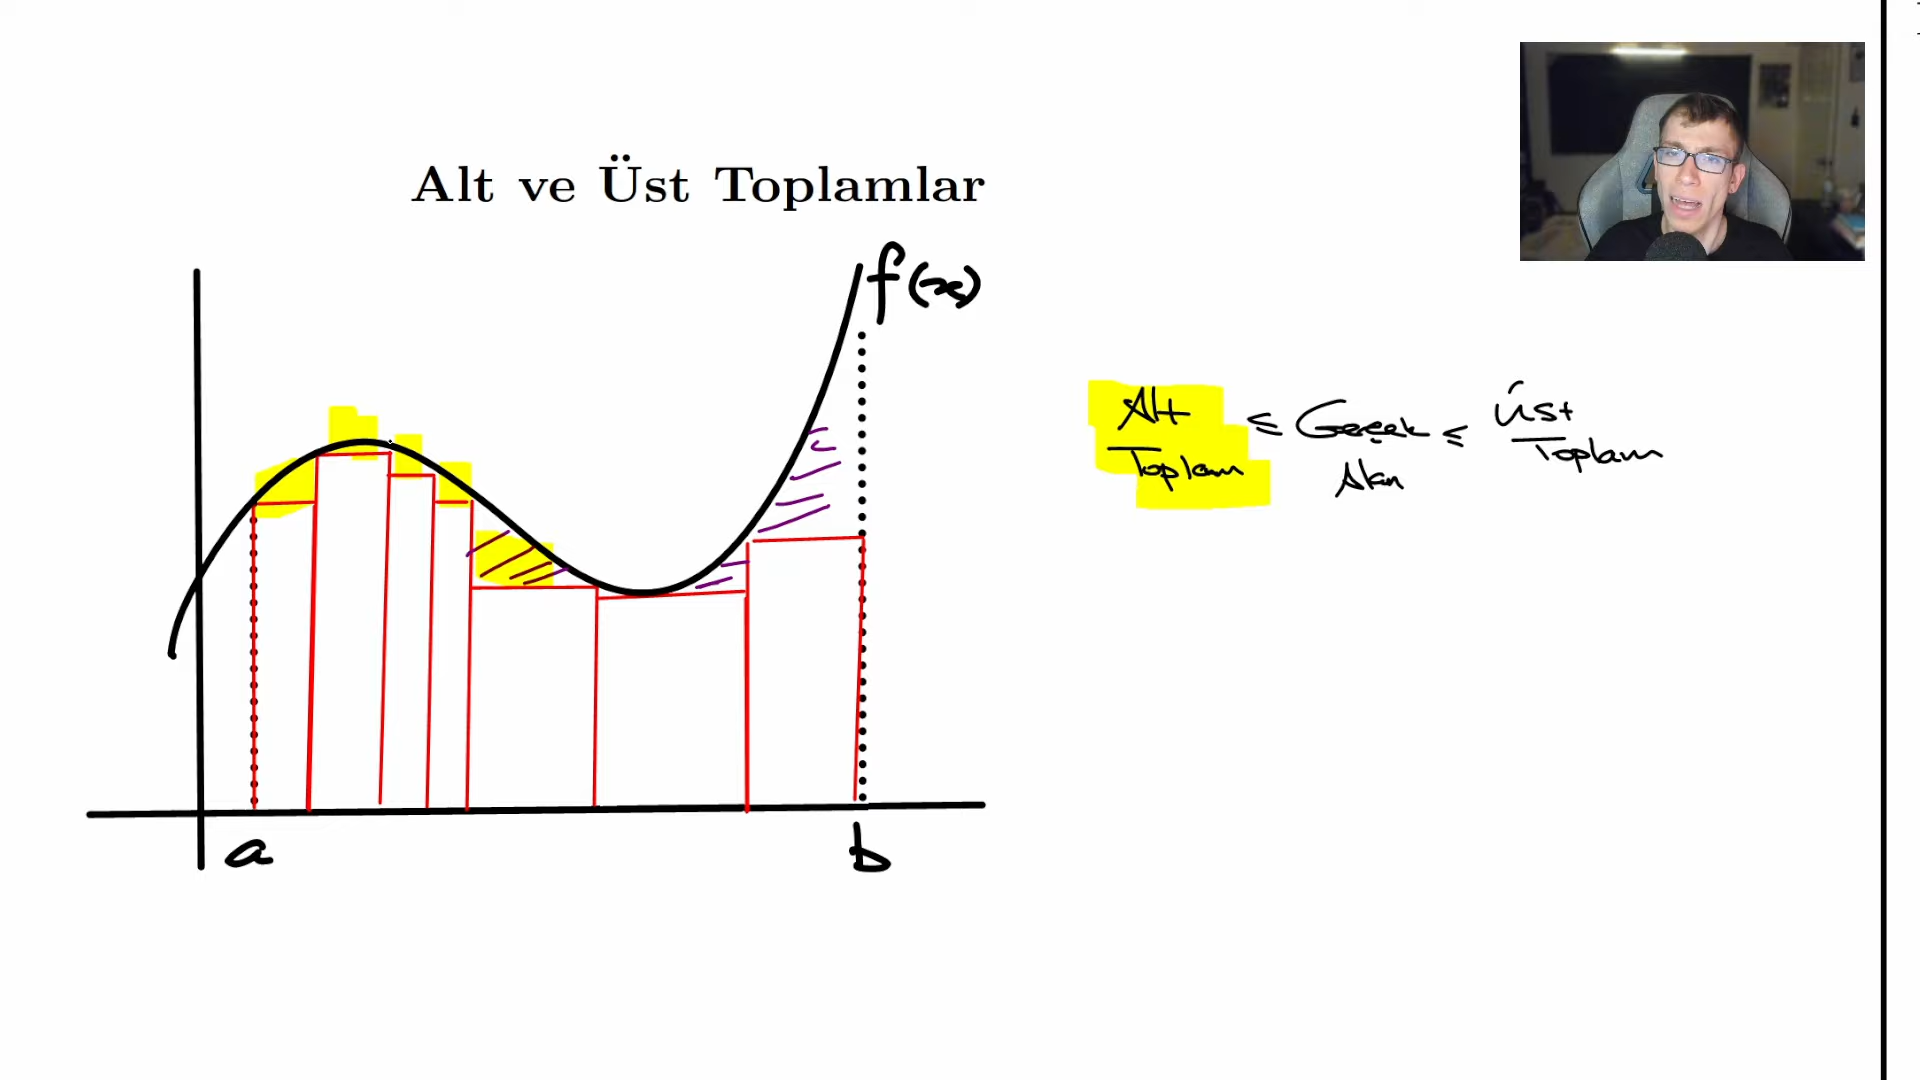 Alt ve Üst Toplamlar
f(x)
Alt Toplam ≤ Gerçek Alan ≤ Üst Toplam
a
b